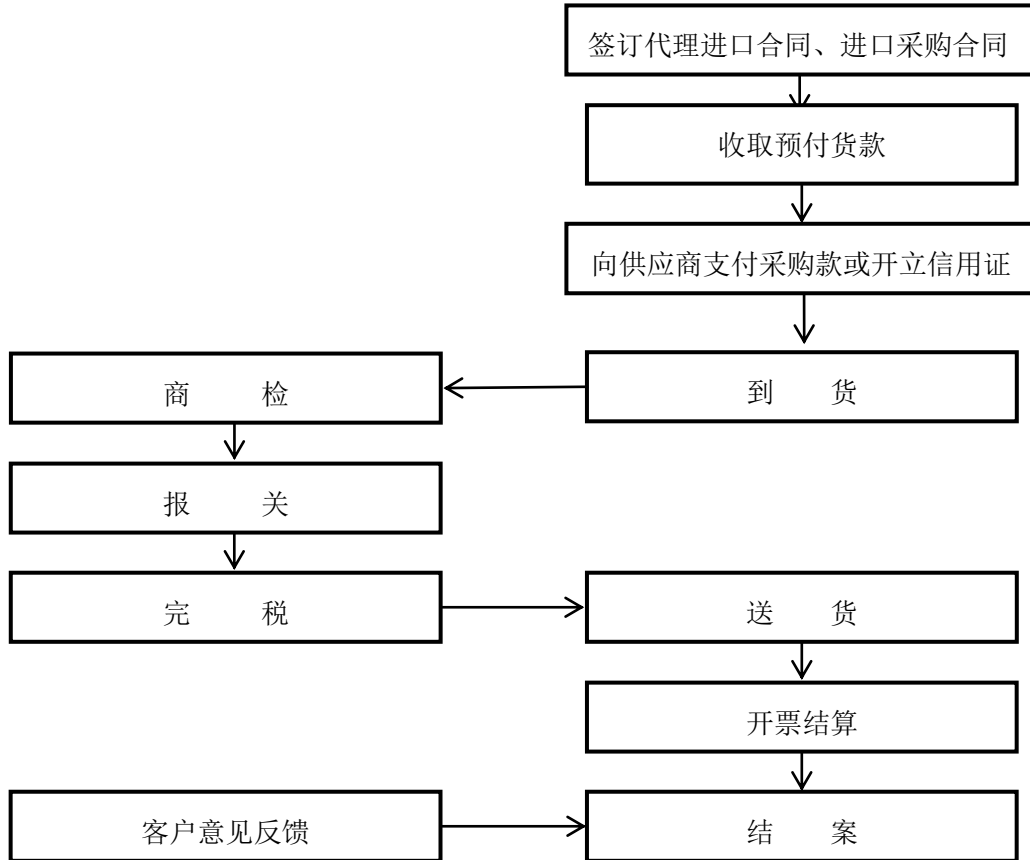 签订代理进口合同、进口采购合同
收取预付货款
向供应商支付采购款或开立信用证
商 检
到 货
报 关
完 税
送 货
开票结算
客户意见反馈
结 案